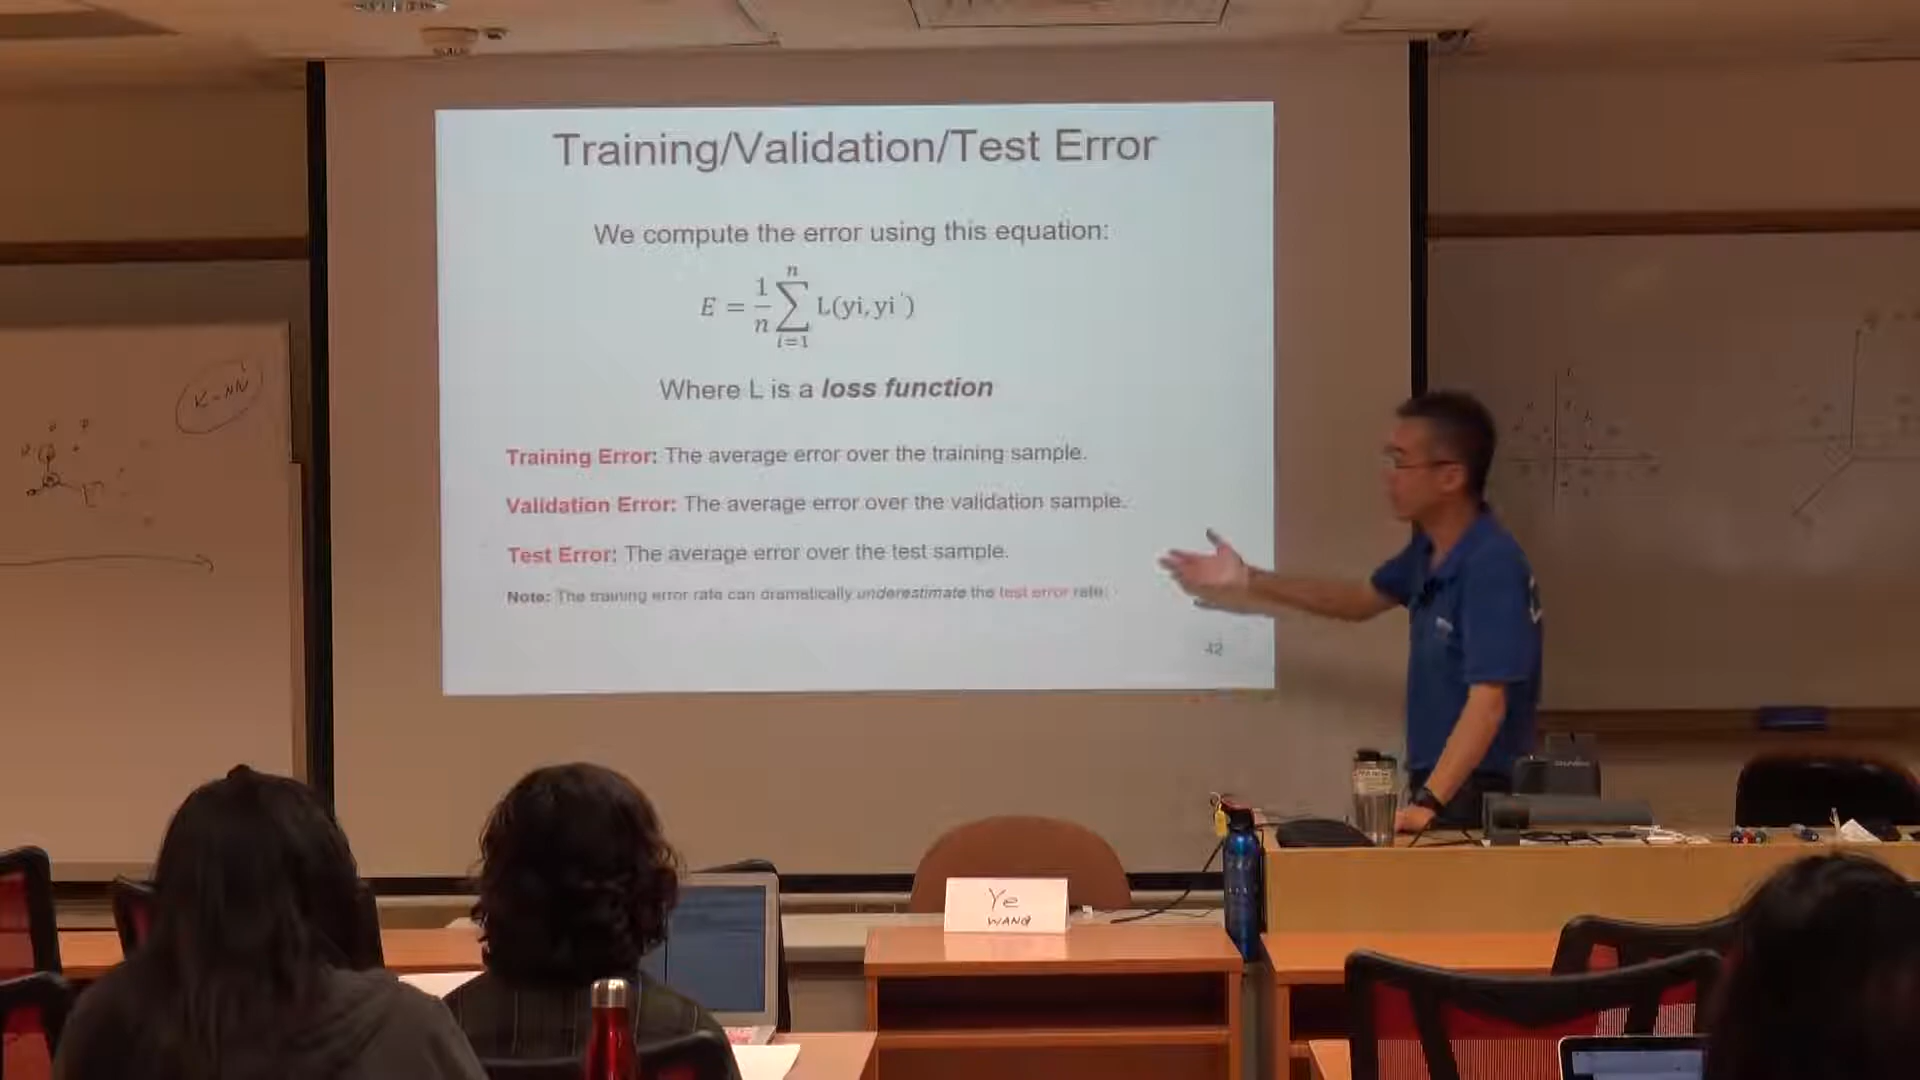 Training/Validation/Test Error
We compute the error using this equation:
E = \frac{1}{n} \sum_{i=1}^{n} L(yi, yi')
Where L is a loss function
Training Error: The average error over the training sample.
Validation Error: The average error over the validation sample.
Test Error: The average error over the test sample.
Note: The training error rate can dramatically underestimate the test error rate.
42
K-NN
Ye
WANG